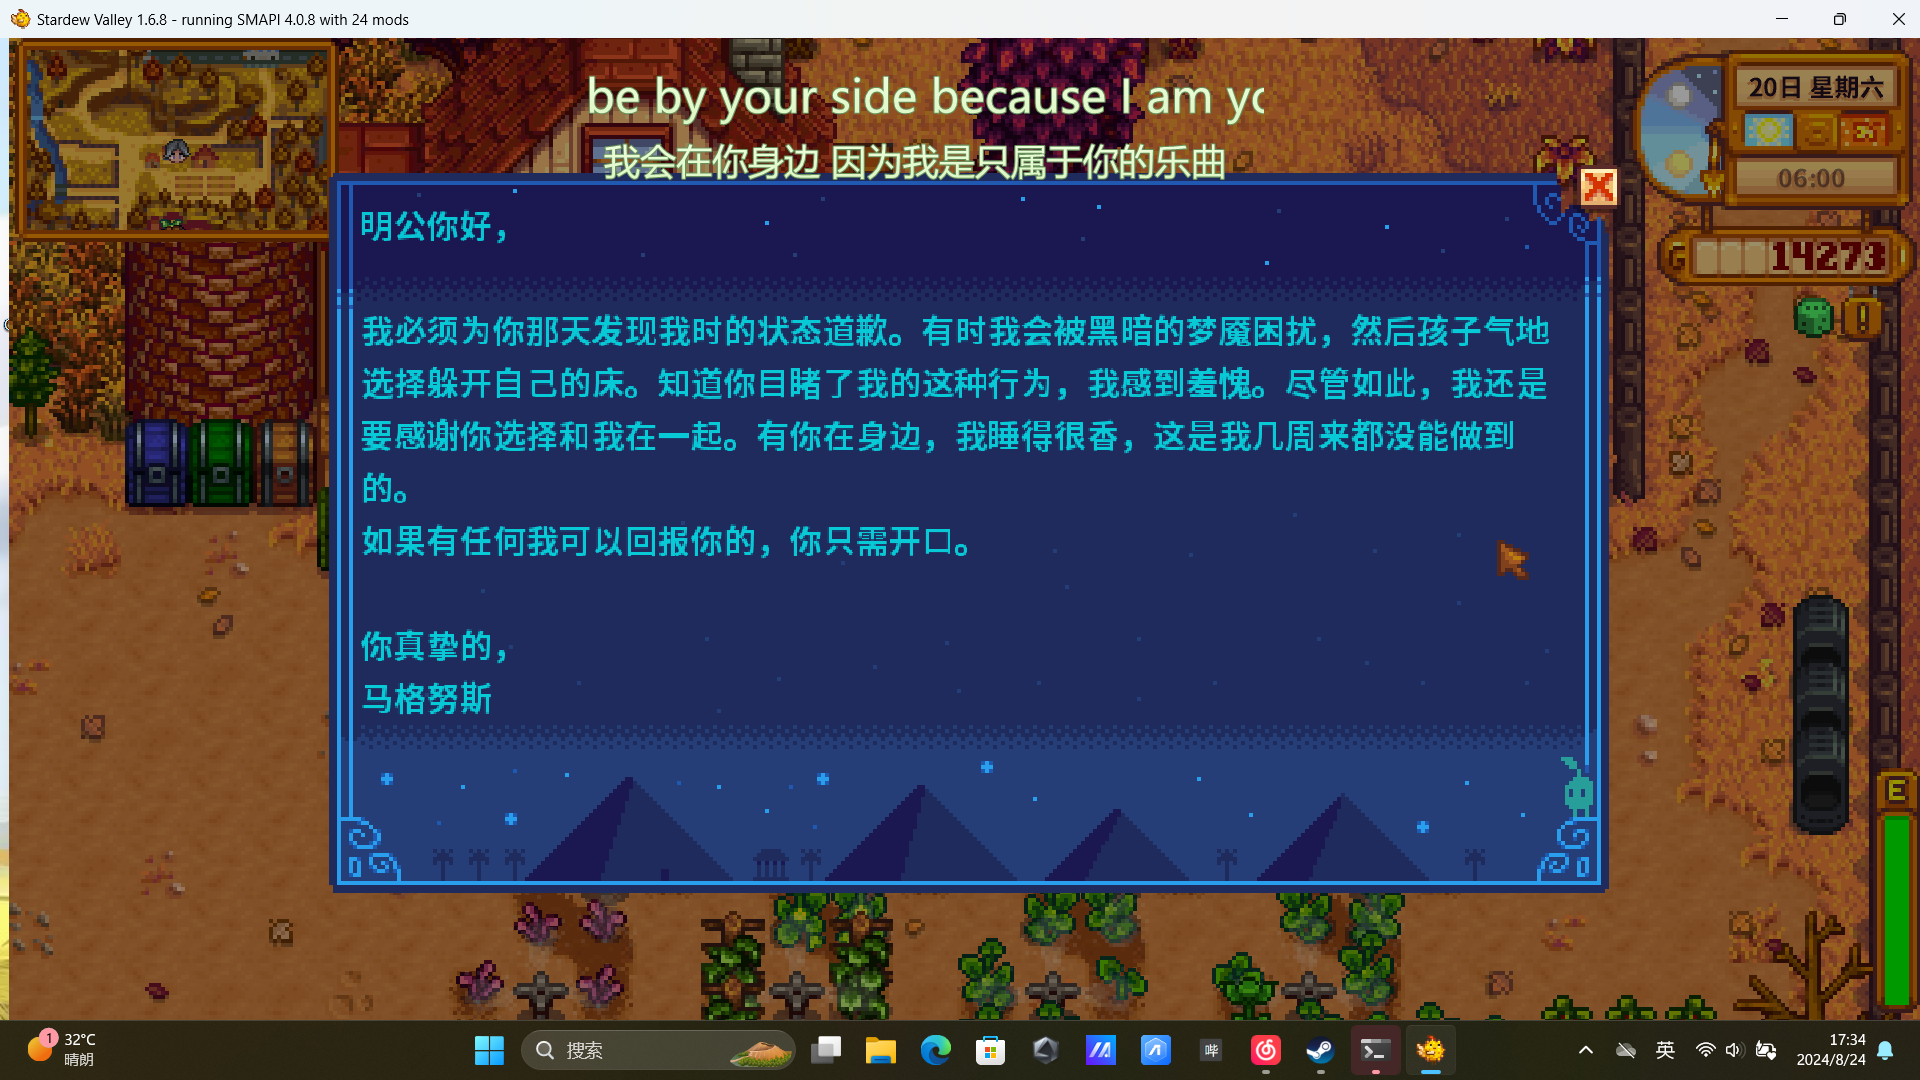 Stardew Valley 1.6.8 - running SMAPI 4.0.8 with 24 mods
be by your side because I am yo
我会在你身边 因为我是只属于你的乐曲
20日 星期六
06:00
14273
明公你好，
我必须为你那天发现我时的状态道歉。有时我会被黑暗的梦魇困扰，然后孩子气地
选择躲开自己的床。知道你目睹了我的这种行为，我感到羞愧。尽管如此，我还是
要感谢你选择和我在一起。有你在身边，我睡得很香，这是我几周来都没能做到
的。
如果有任何我可以回报你的，你只需开口。
你真挚的，
马格努斯
E
1
32°C
晴朗
搜索
哔
英
17:34
2024/8/24